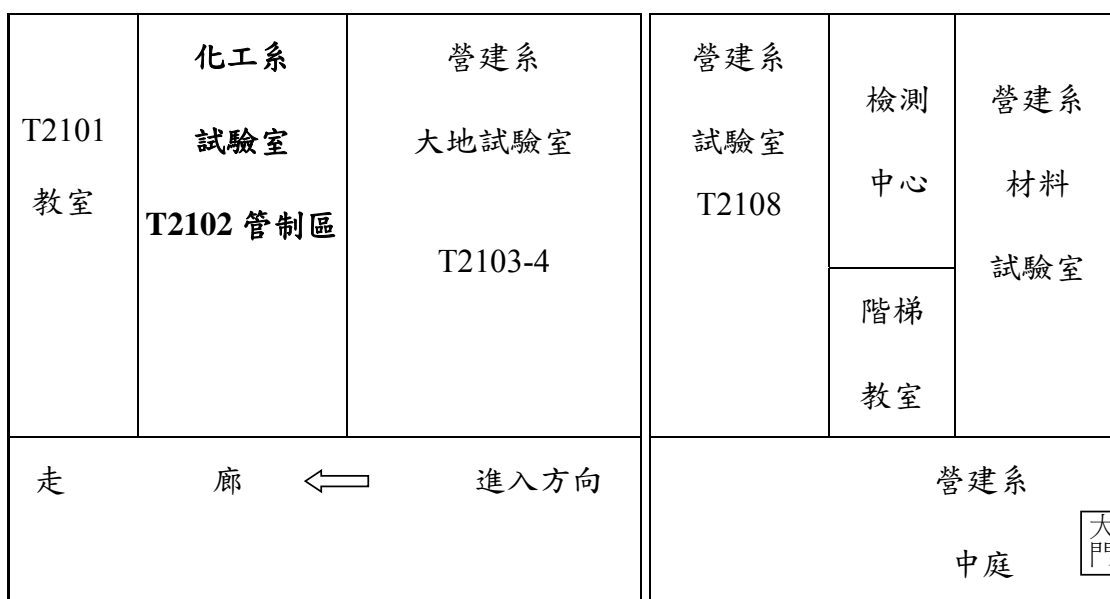 T2101
教室
化工系
試驗室
T2102 管制區
營建系
大地試驗室
T2103-4
營建系
試驗室
T2108
檢測
中心
階梯
教室
營建系
材料
試驗室
走 廊 進入方向
營建系
中庭
大
門